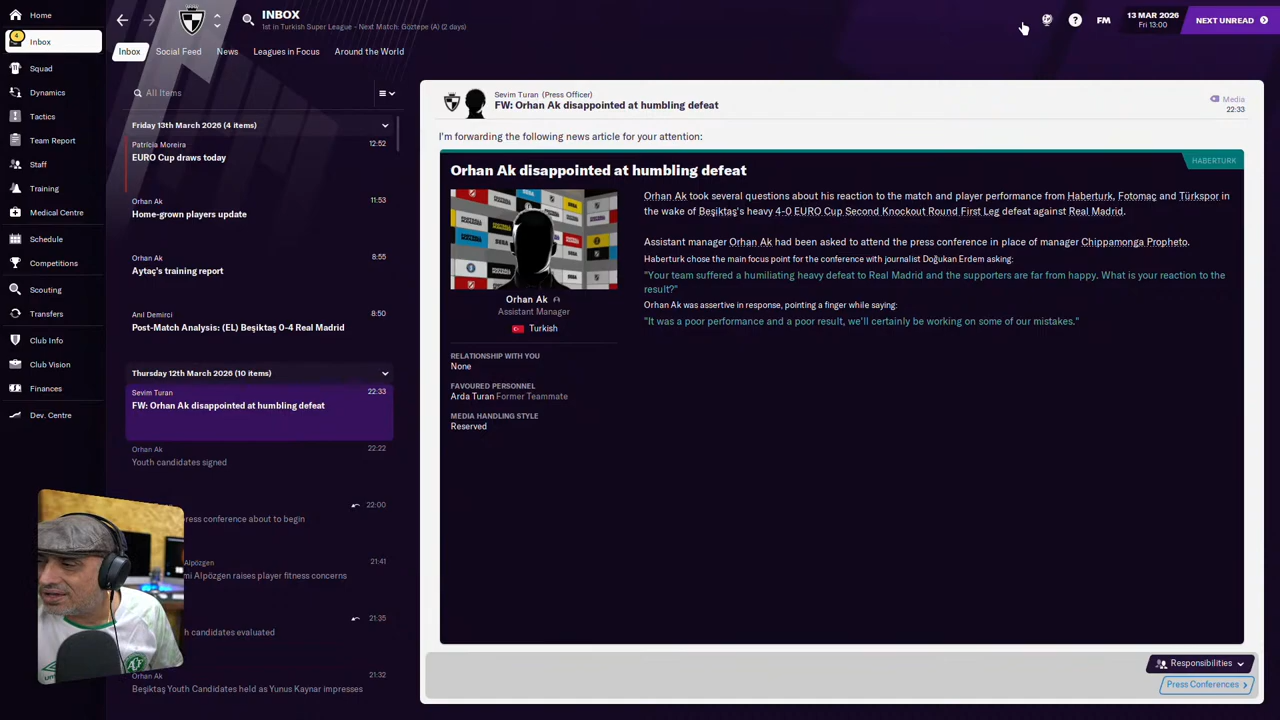 Home
4
Inbox
Squad
Dynamics
Tactics
Team Report
Staff
Training
Medical Centre
Schedule
Competitions
Scouting
Transfers
Club Info
Club Vision
Finances
Dev. Centre
INBOX
1st in Turkish Super League - Next Match: Göztepe (A) (2 days)
FM
13 MAR 2026
Fri 13:00
NEXT UNREAD
Inbox
Social Feed
News
Leagues in Focus
Around the World
All Items
Friday 13th March 2026 (4 items)
Patrícia Moreira
12:52
EURO Cup draws today
Orhan Ak
11:53
Home-grown players update
Orhan Ak
8:55
Aytaç's training report
Anıl Demirci
8:50
Post-Match Analysis: (EL) Beşiktaş 0-4 Real Madrid
Thursday 12th March 2026 (10 items)
Sevim Turan
22:33
FW: Orhan Ak disappointed at humbling defeat
Orhan Ak
22:22
Youth candidates signed
22:00
ress conference about to begin
Alpözgen
21:41
mi Alpözgen raises player fitness concerns
21:35
h candidates evaluated
Orhan Ak
21:32
Beşiktaş Youth Candidates held as Yunus Kaynar impresses
Sevim Turan (Press Officer)
FW: Orhan Ak disappointed at humbling defeat
Media
22:33
I'm forwarding the following news article for your attention:
HABERTURK
Orhan Ak disappointed at humbling defeat
Orhan Ak
Assistant Manager
Turkish
RELATIONSHIP WITH YOU
None
FAVOURED PERSONNEL
Arda Turan Former Teammate
MEDIA HANDLING STYLE
Reserved
Orhan Ak took several questions about his reaction to the match and player performance from Haberturk, Fotomaç and Türkspor in
the wake of Beşiktaş's heavy 4-0 EURO Cup Second Knockout Round First Leg defeat against Real Madrid.
Assistant manager Orhan Ak had been asked to attend the press conference in place of manager Chippamonga Propheto.
Haberturk chose the main focus point for the conference with journalist Doğukan Erdem asking:
"Your team suffered a humiliating heavy defeat to Real Madrid and the supporters are far from happy. What is your reaction to the
result?"
Orhan Ak was assertive in response, pointing a finger while saying:
"It was a poor performance and a poor result, we'll certainly be working on some of our mistakes."
Responsibilities
Press Conferences